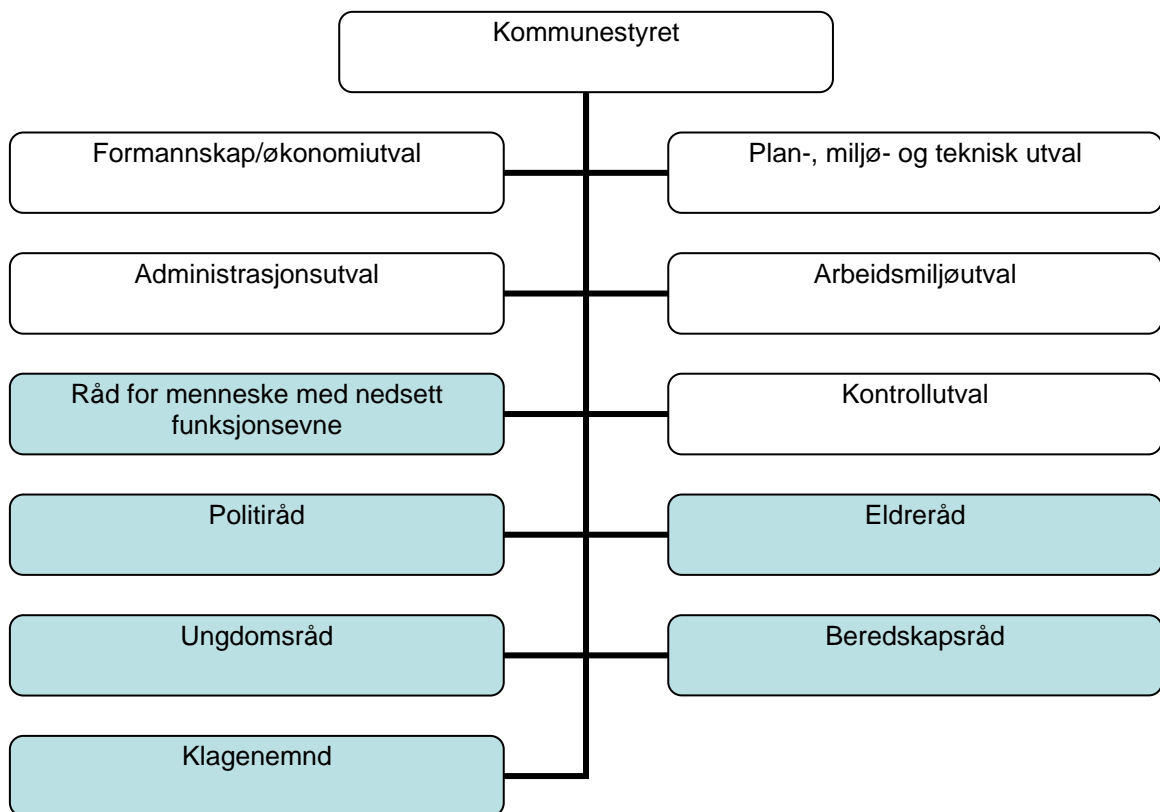 Kommunestyret
Formannskap/økonomiutval
Plan-, miljø- og teknisk utval
Administrasjonsutval
Arbeidsmiljøutval
Råd for menneske med nedsett
funksjonsevne
Kontrollutval
Politiråd
Eldreråd
Ungdomsråd
Beredskapsråd
Klagenemnd